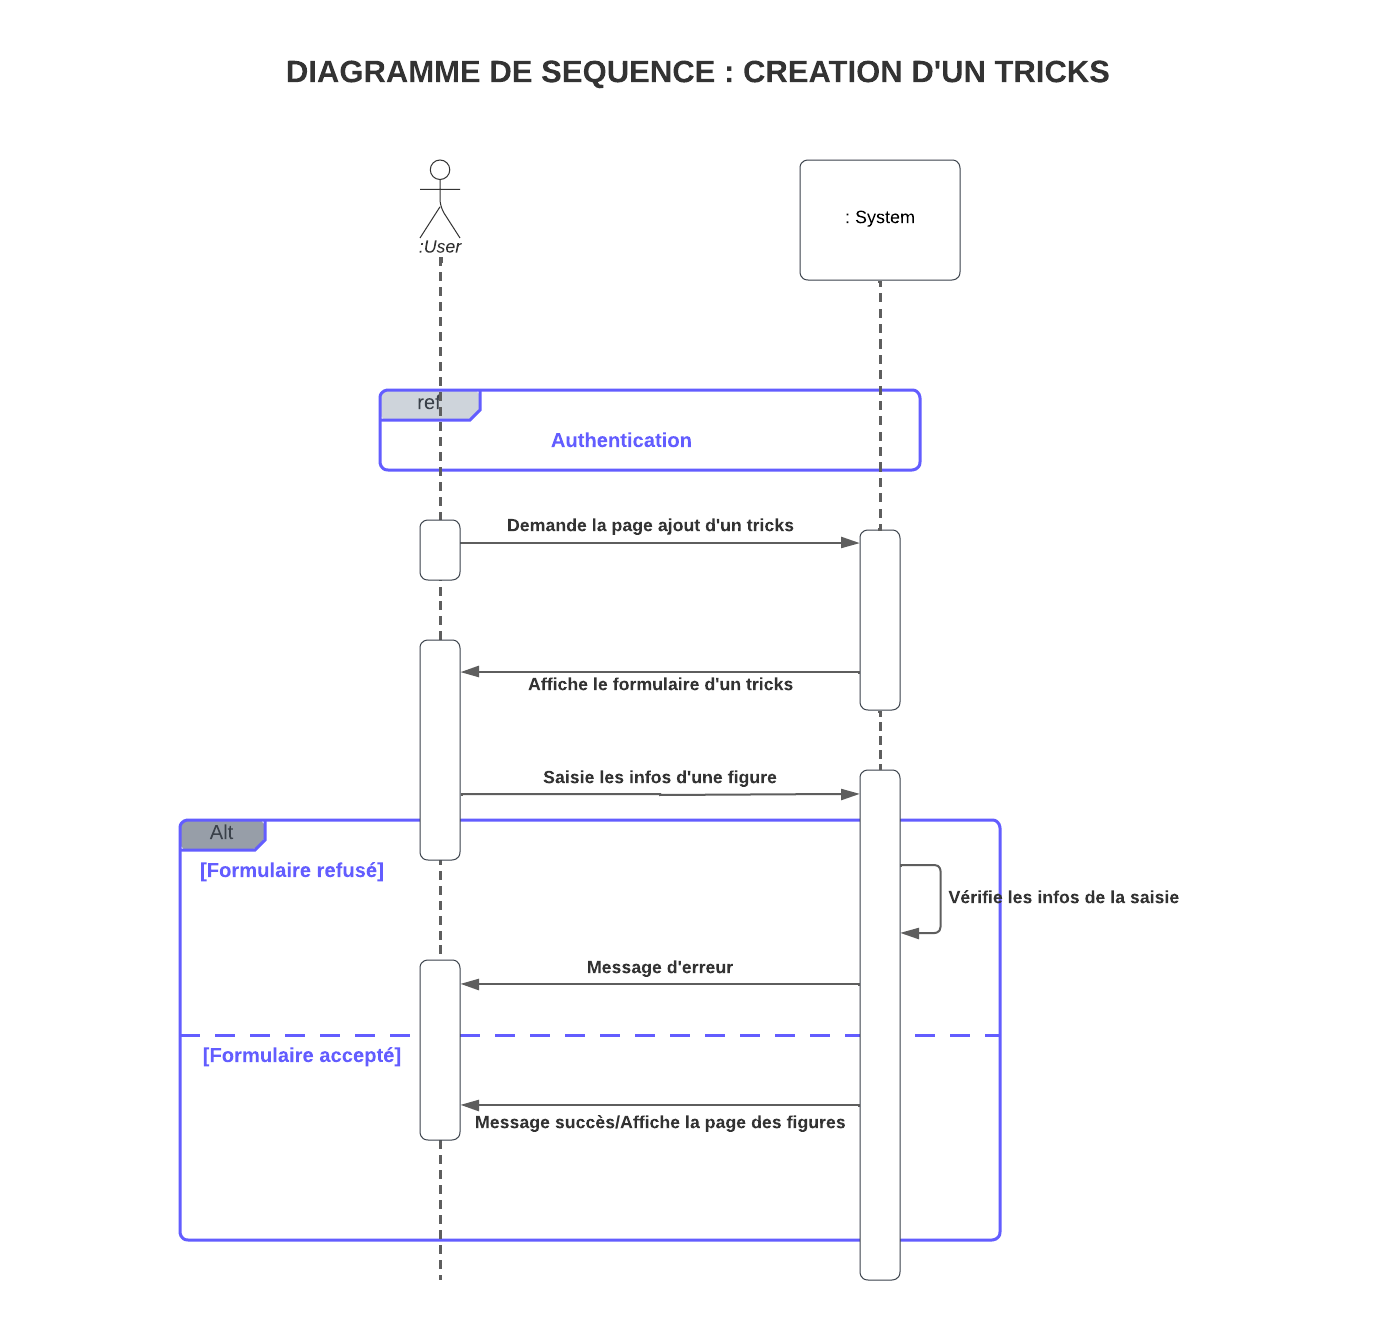 DIAGRAMME DE SEQUENCE : CREATION D'UN TRICKS
:User
: System
ref
Authentication
Demande la page ajout d'un tricks
Affiche le formulaire d'un tricks
Saisie les infos d'une figure
Alt
[Formulaire refusé]
Vérifie les infos de la saisie
Message d'erreur
[Formulaire accepté]
Message succès/Affiche la page des figures